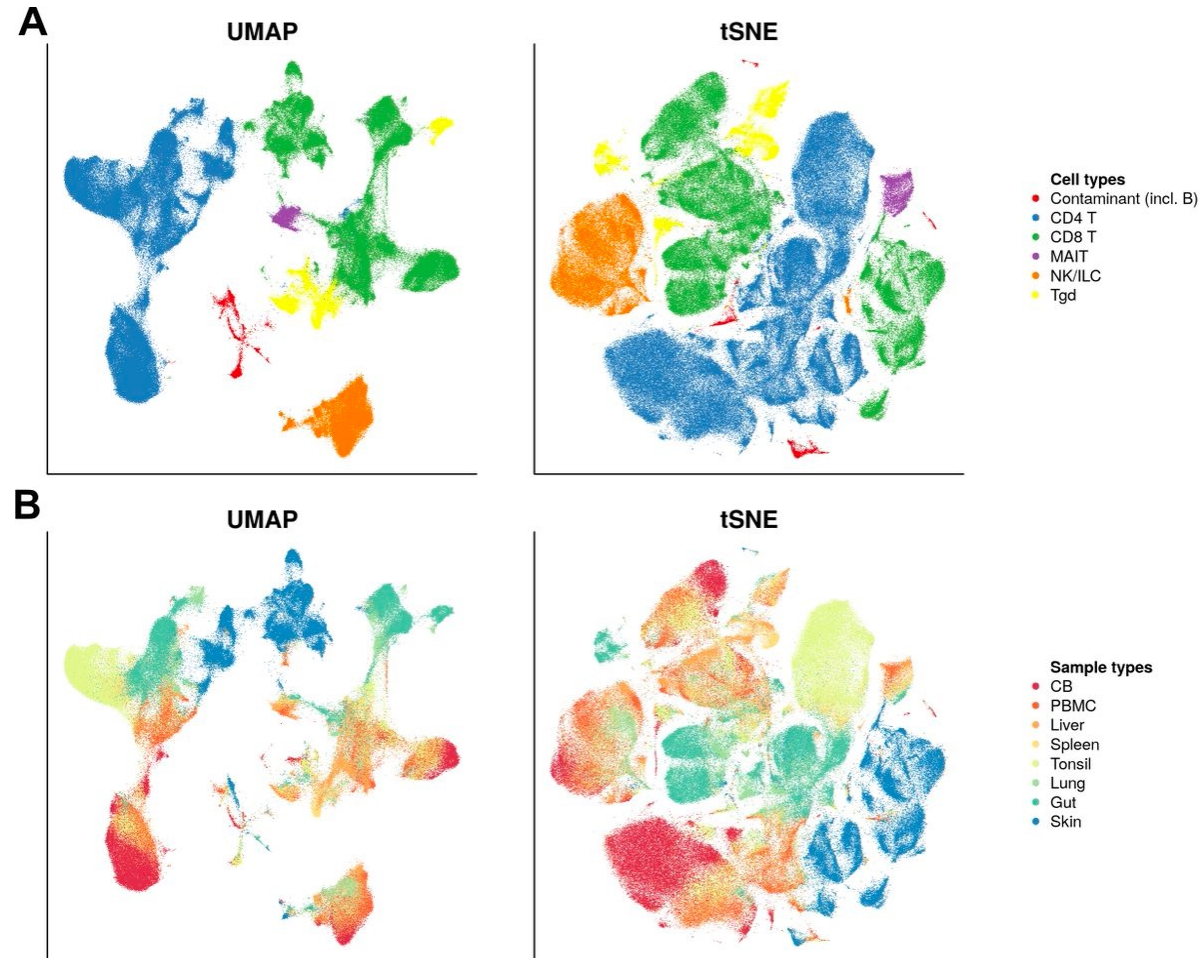 A
UMAP
tSNE
Cell types
Contaminant (incl. B)
CD4 T
CD8 T
MAIT
NK/ILC
Tgd
B
UMAP
tSNE
Sample types
CB
PBMC
Liver
Spleen
Tonsil
Lung
Gut
Skin